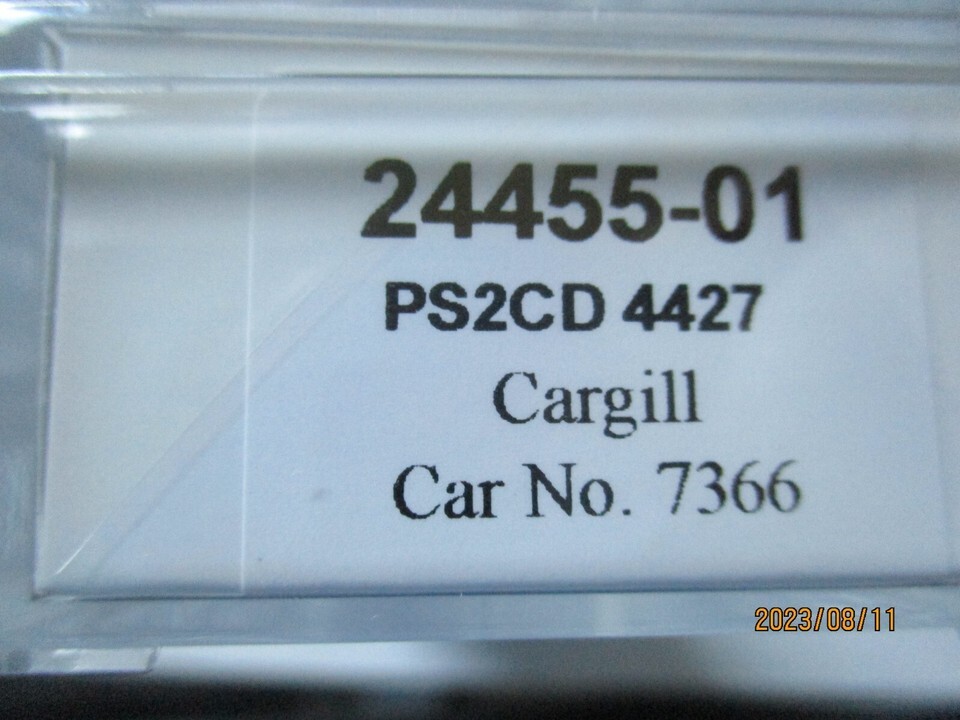 24455-01
PS2CD 4427
Cargill
Car No. 7366
2023/08/11